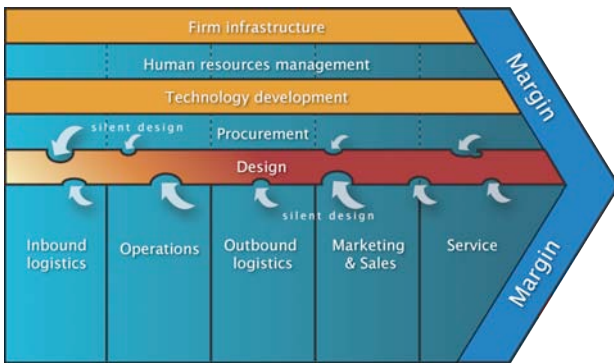 Firm infrastructure
Human resources management
Technology development
silent design
Procurement
Design
silent design
Inbound
logistics
Operations
Outbound
logistics
Marketing
& Sales
Service
Margin
Margin